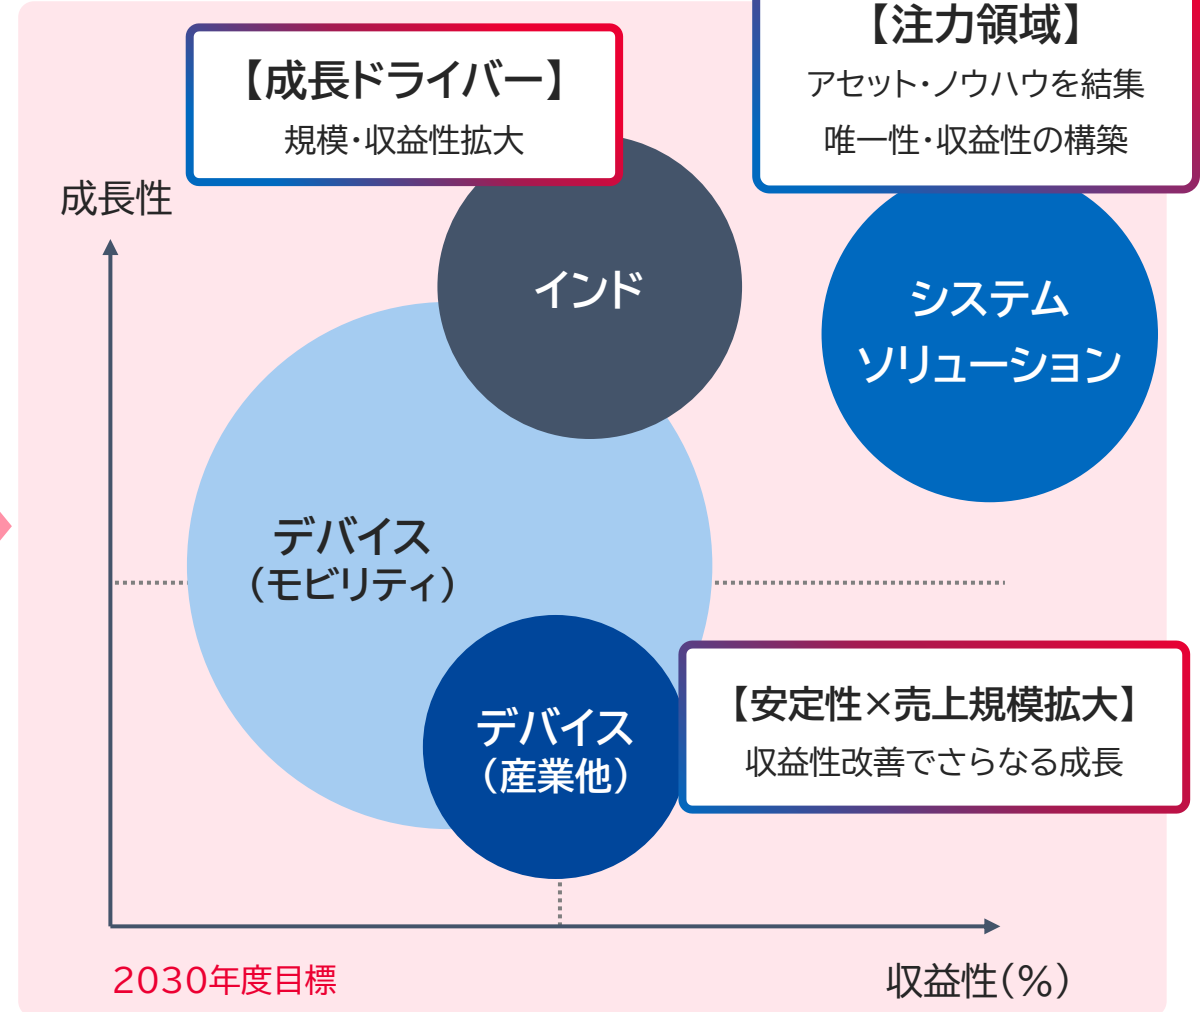 【注力領域】
アセット・ノウハウを結集
唯一性・収益性の構築
【成長ドライバー】
規模・収益性拡大
成長性
インド
システム
ソリューション
デバイス
（モビリティ）
デバイス
（産業他）
【安定性×売上規模拡大】
収益性改善でさらなる成長
2030年度目標
収益性（%）